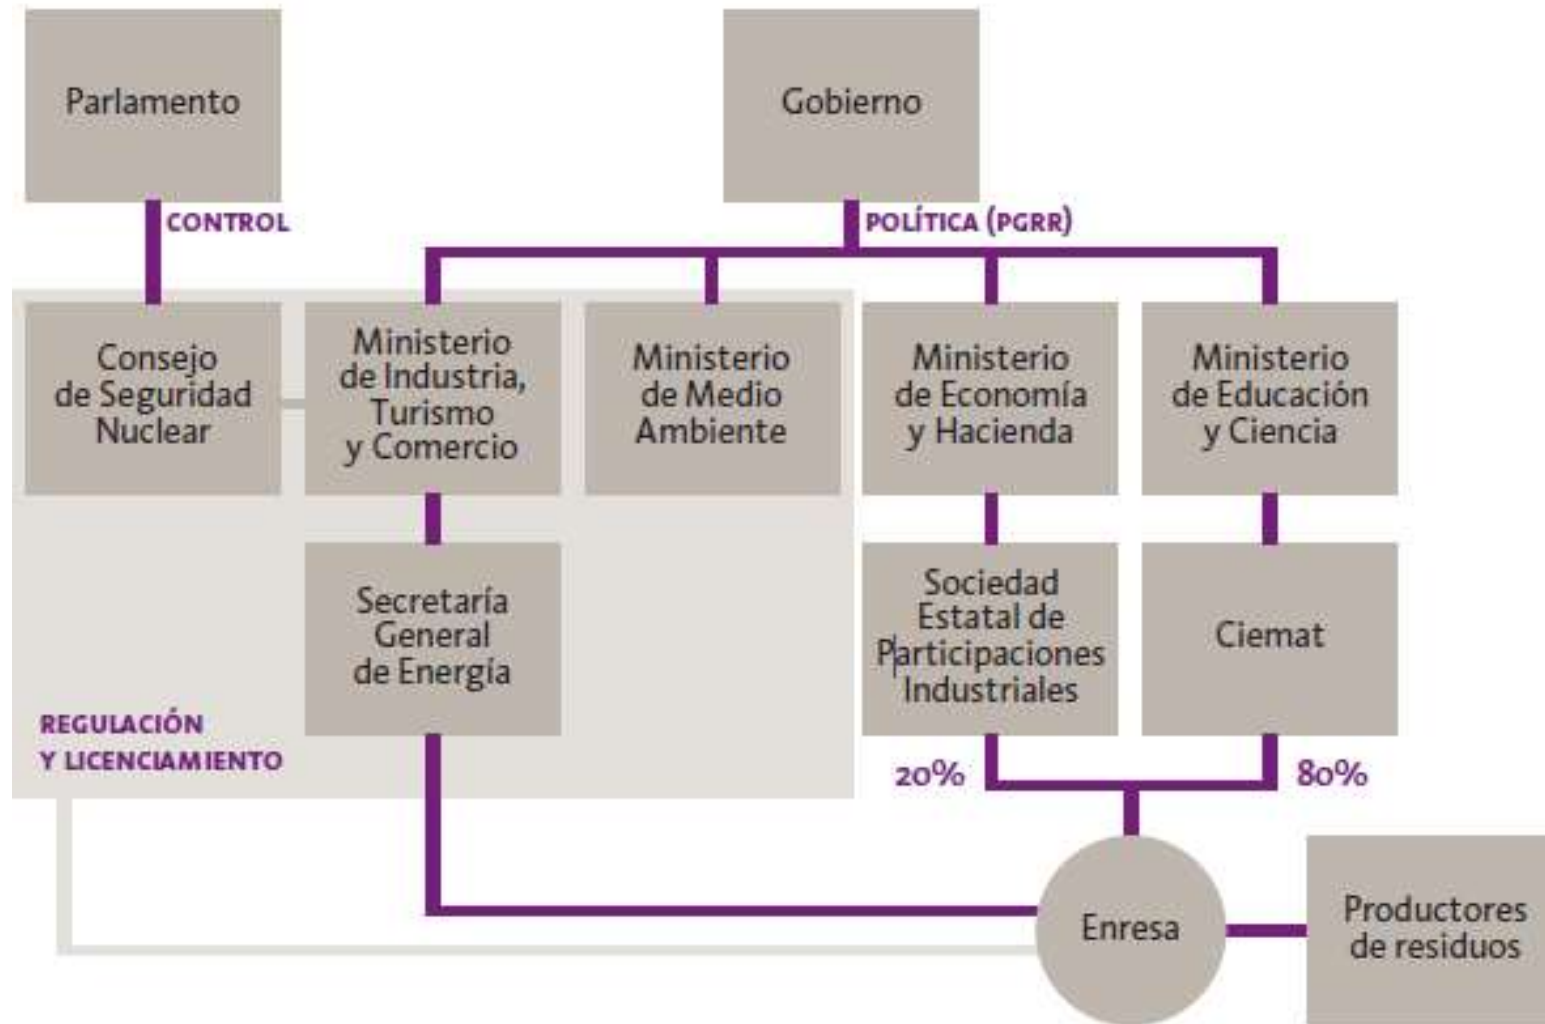 Parlamento
Gobierno
CONTROL
POLÍTICA (PGRR)
Consejo
de Seguridad
Nuclear
Ministerio
de Industria,
Turismo
y Comercio
Ministerio
de Medio
Ambiente
Ministerio
de Economía
y Hacienda
Ministerio
de Educación
y Ciencia
Secretaría
General
de Energía
Sociedad
Estatal de
Participaciones
Industriales
Ciemat
REGULACIÓN
Y LICENCIAMIENTO
20%
80%
Enresa
Productores
de residuos